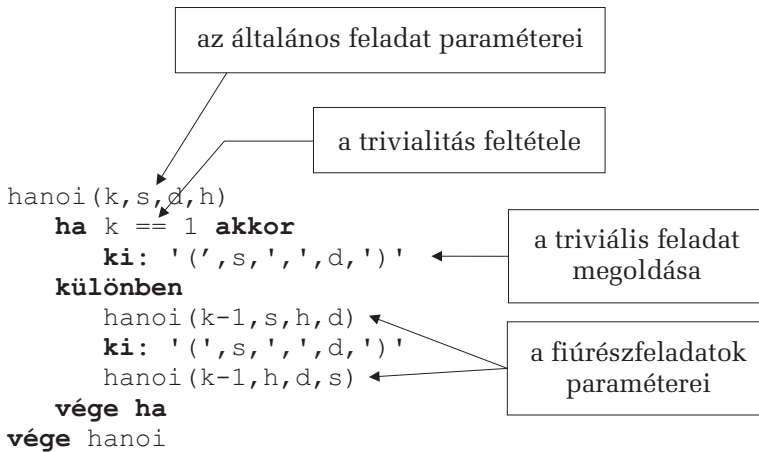 az általános feladat paraméterei
a trivialitás feltétele
hanoi(k,s,d,h)
ha k == 1 akkor
ki: '(’,s,',',d,')'
a triviális feladat
megoldása
különben
hanoi(k-1,s,h,d)
ki: '(',s,',',d,')'
hanoi(k-1,h,d,s)
a fiúrészfeladatok
paraméterei
vége ha
vége hanoi